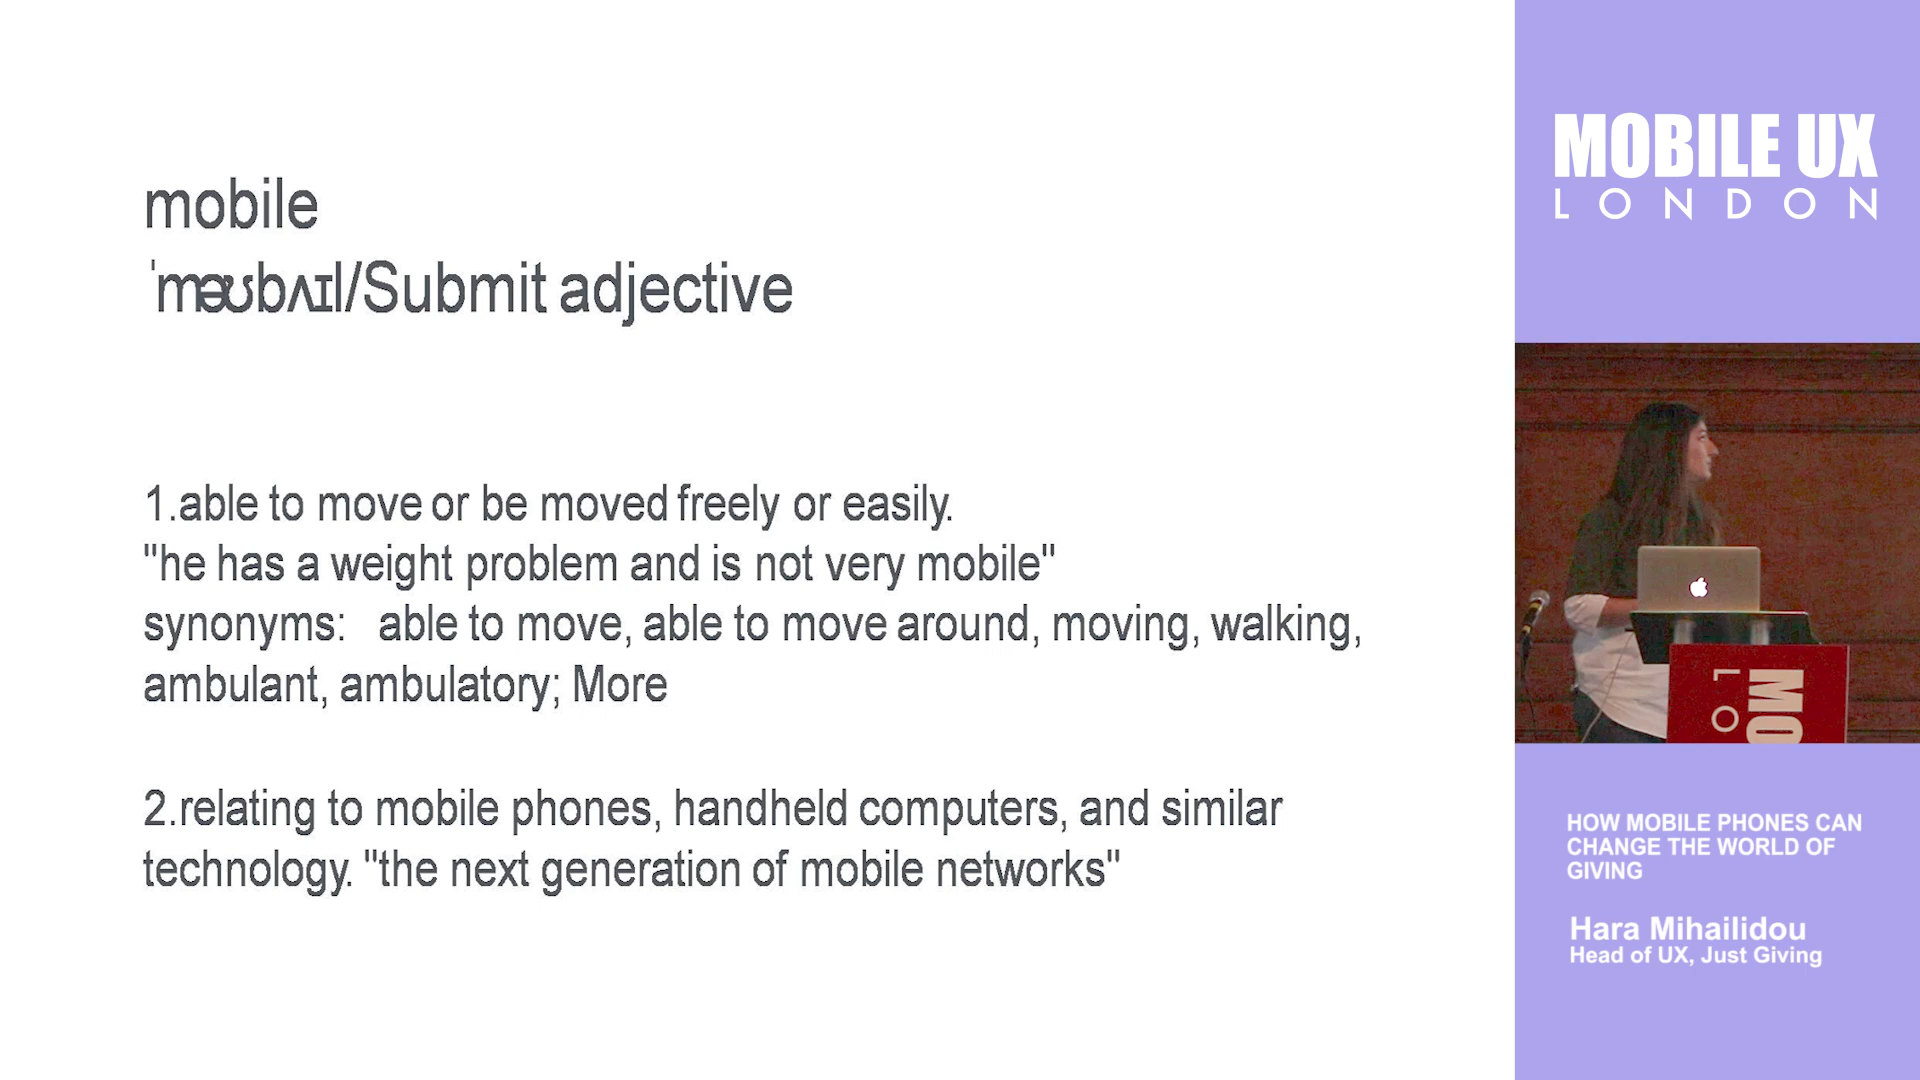 mobile
ˈməʊbʌɪl/Submit adjective
1.able to move or be moved freely or easily.
"he has a weight problem and is not very mobile"
synonyms: able to move, able to move around, moving, walking,
ambulant, ambulatory; More
2.relating to mobile phones, handheld computers, and similar
technology. "the next generation of mobile networks"
MOBILE UX
LONDON
MO
LO
HOW MOBILE PHONES CAN
CHANGE THE WORLD OF
GIVING
Hara Mihailidou
Head of UX, Just Giving